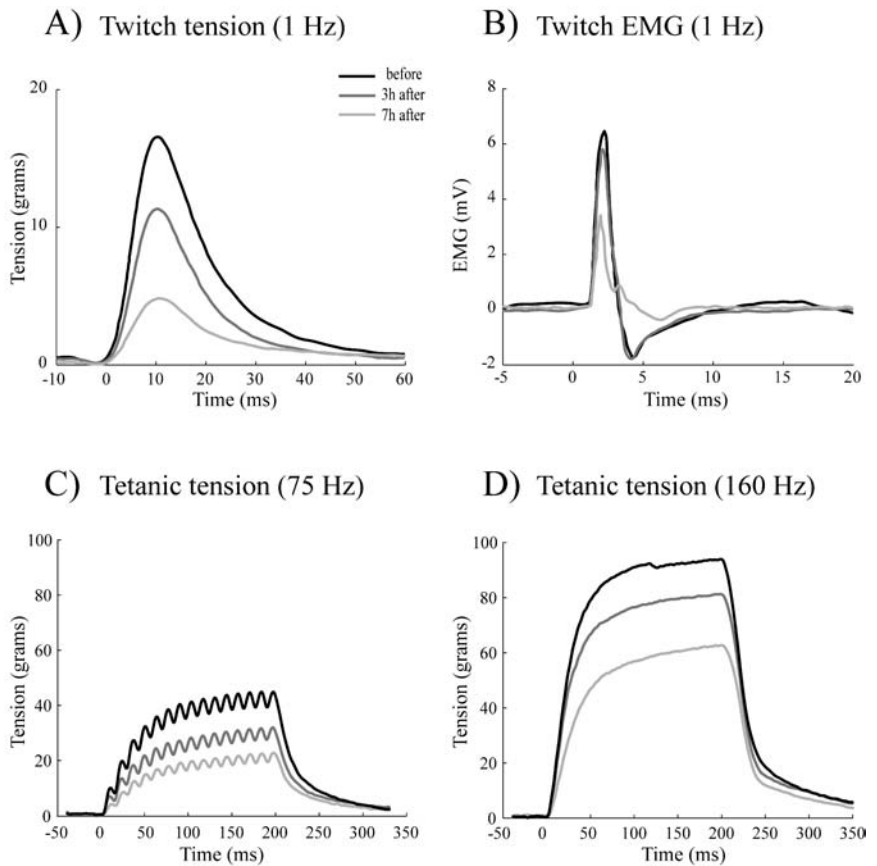 A) Twitch tension (1 Hz)
before
3h after
7h after
20
10
0
Tension (grams)
-10 0 10 20 30 40 50 60
Time (ms)
B) Twitch EMG (1 Hz)
8
6
4
2
0
-2
EMG (mV)
-5 0 5 10 15 20
Time (ms)
C) Tetanic tension (75 Hz)
100
80
60
40
20
0
Tension (grams)
-50 0 50 100 150 200 250 300 350
Time (ms)
D) Tetanic tension (160 Hz)
100
80
60
40
20
0
Tension (grams)
-50 0 50 100 150 200 250 300 350
Time (ms)